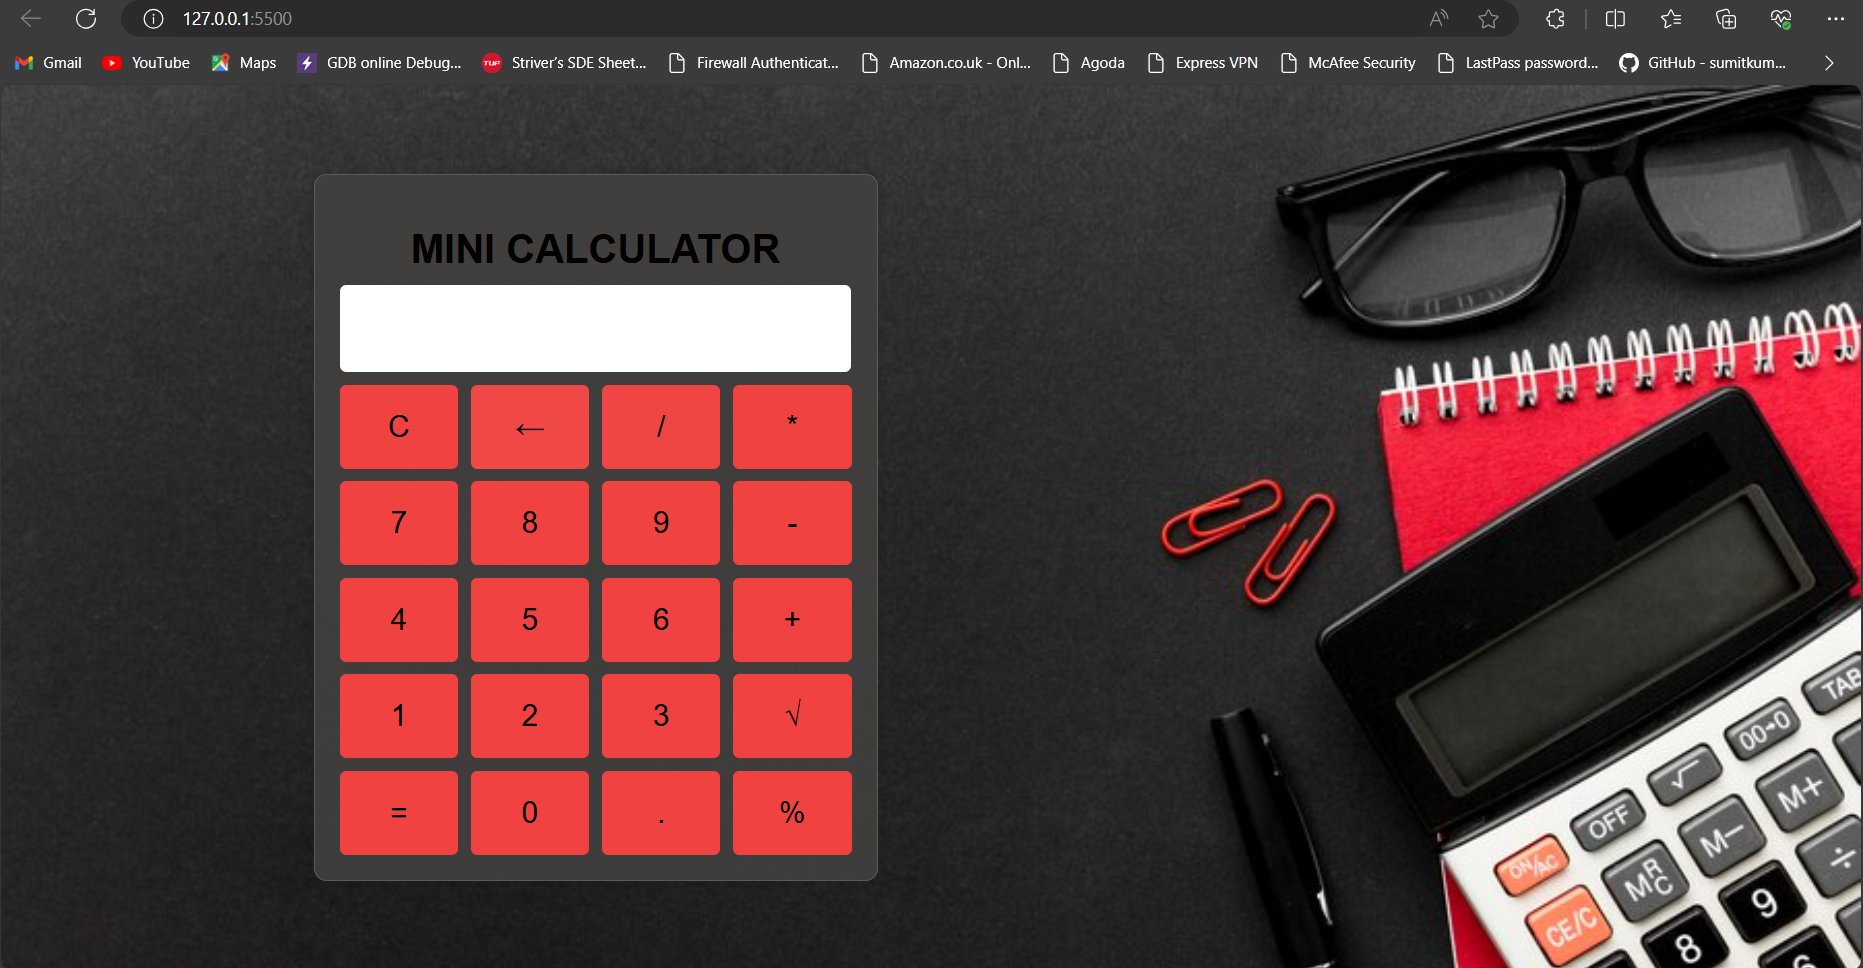 127.0.0.1:5500
Gmail YouTube Maps GDB online Debug... TUF Striver's SDE Sheet... Firewall Authenticat... Amazon.co.uk - Onl... Agoda Express VPN McAfee Security LastPass password... GitHub - sumitkum...
MINI CALCULATOR
C ← / *
7 8 9 -
4 5 6 +
1 2 3 √
= 0 . %
TAB
00→0
√
OFF
ON/AC
M+
M−
MRC
CE/C
÷
9
8
6